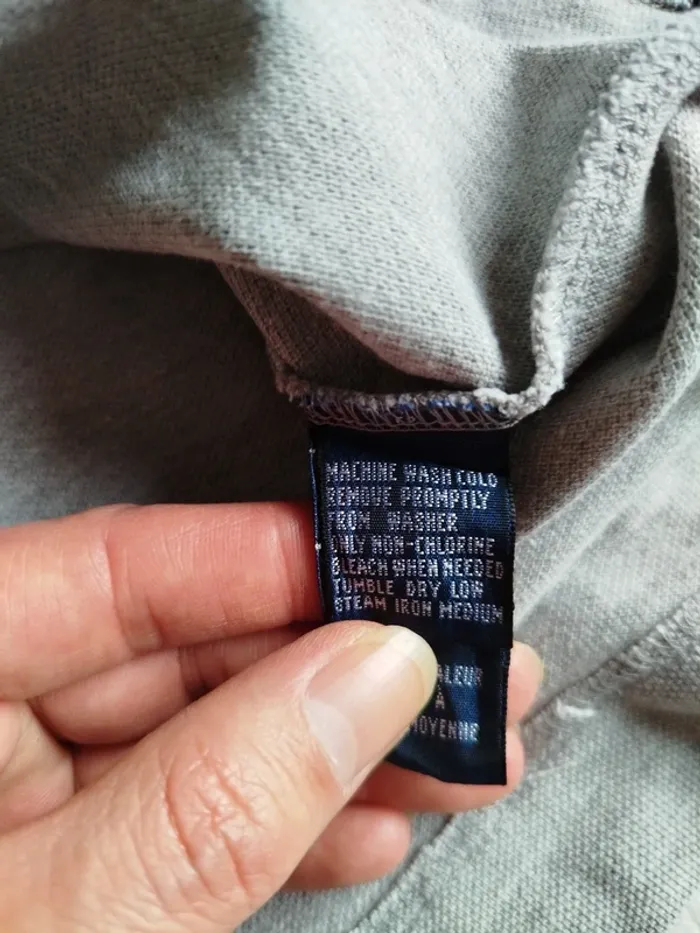 MACHINE WASH COLD
REMOVE PROMPTLY
FROM WASHER
ONLY NON-CHLORINE
BLEACH WHEN NEEDED
TUMBLE DRY LOW
STEAM IRON MEDIUM
ALEUR
A
MOYENNE